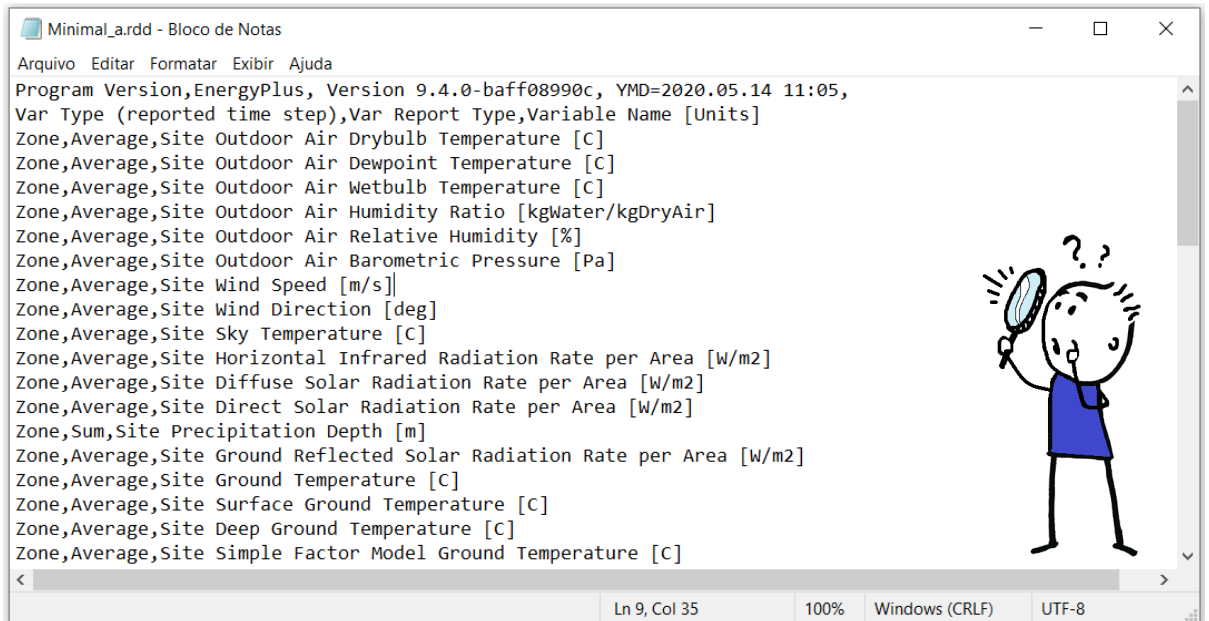 Minimal_a.rdd - Bloco de Notas
Arquivo Editar Formatar Exibir Ajuda
Program Version,EnergyPlus, Version 9.4.0-baff08990c, YMD=2020.05.14 11:05,
Var Type (reported time step),Var Report Type,Variable Name [Units]
Zone,Average,Site Outdoor Air Drybulb Temperature [C]
Zone,Average,Site Outdoor Air Dewpoint Temperature [C]
Zone,Average,Site Outdoor Air Wetbulb Temperature [C]
Zone,Average,Site Outdoor Air Humidity Ratio [kgWater/kgDryAir]
Zone,Average,Site Outdoor Air Relative Humidity [%]
Zone,Average,Site Outdoor Air Barometric Pressure [Pa]
Zone,Average,Site Wind Speed [m/s]
Zone,Average,Site Wind Direction [deg]
Zone,Average,Site Sky Temperature [C]
Zone,Average,Site Horizontal Infrared Radiation Rate per Area [W/m2]
Zone,Average,Site Diffuse Solar Radiation Rate per Area [W/m2]
Zone,Average,Site Direct Solar Radiation Rate per Area [W/m2]
Zone,Sum,Site Precipitation Depth [m]
Zone,Average,Site Ground Reflected Solar Radiation Rate per Area [W/m2]
Zone,Average,Site Ground Temperature [C]
Zone,Average,Site Surface Ground Temperature [C]
Zone,Average,Site Deep Ground Temperature [C]
Zone,Average,Site Simple Factor Model Ground Temperature [C]
? ?
Ln 9, Col 35 100% Windows (CRLF) UTF-8